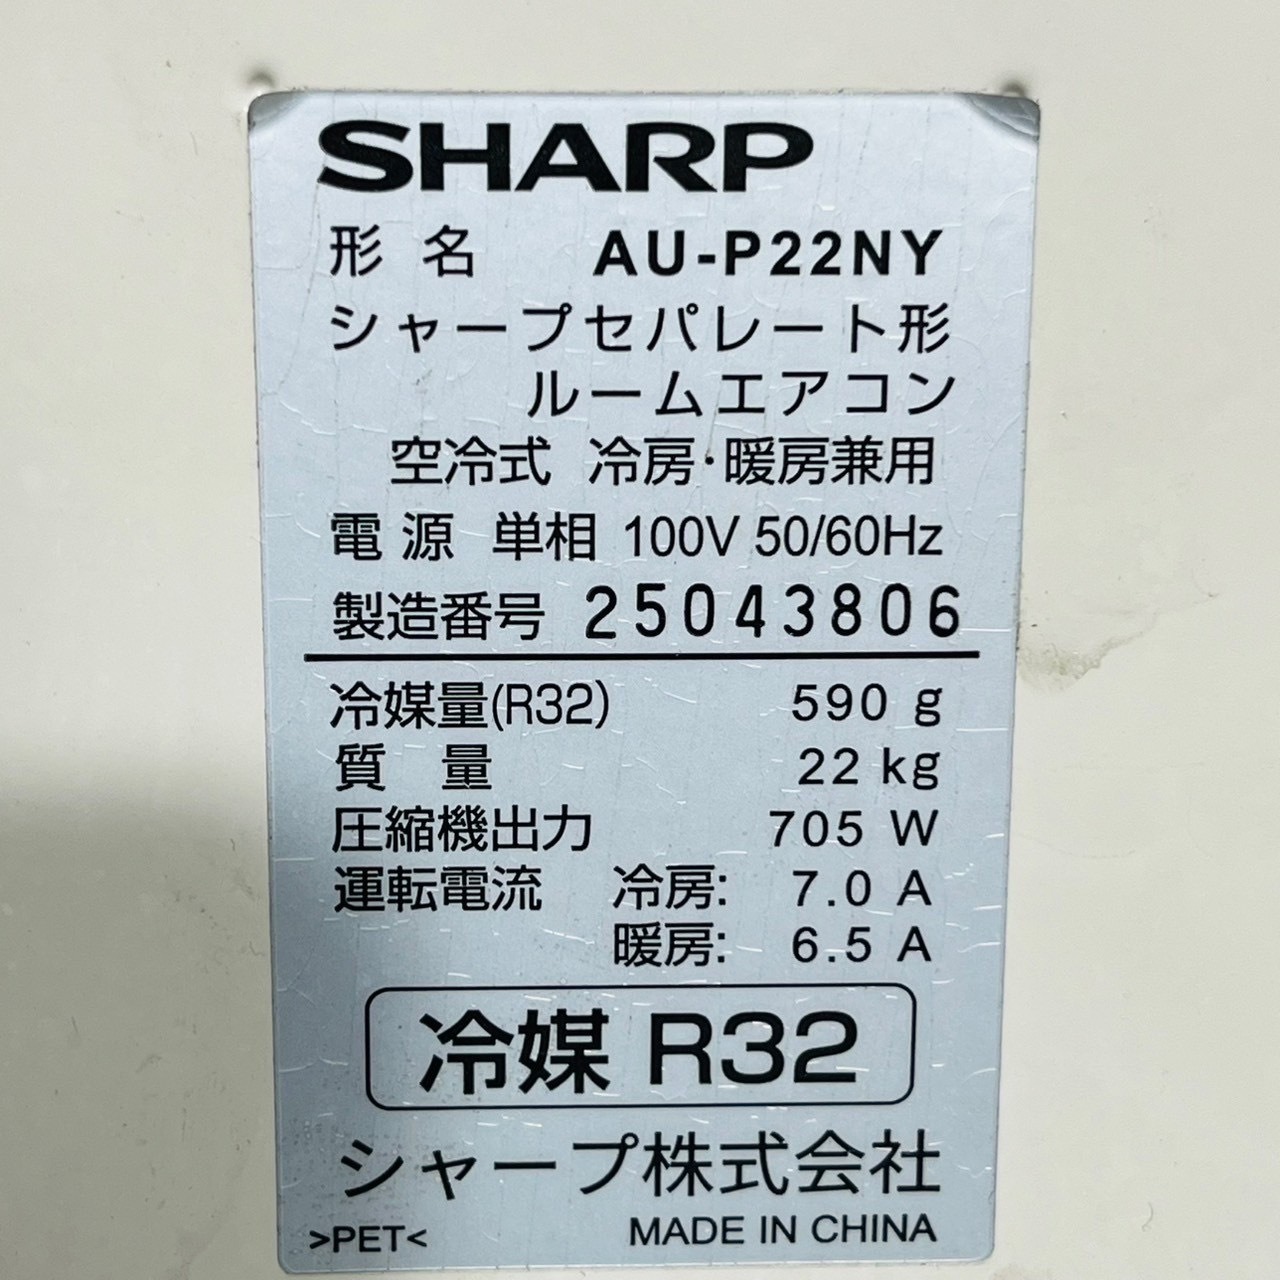 SHARP
形 名 AU-P22NY
シャープセパレート形
ルームエアコン
空冷式 冷房・暖房兼用
電 源 単相 100V 50/60Hz
製造番号 25043806
冷媒量(R32) 590 g
質 量 22 kg
圧縮機出力 705 W
運転電流 冷房: 7.0 A
暖房: 6.5 A
冷媒 R32
シャープ株式会社
>PET< MADE IN CHINA